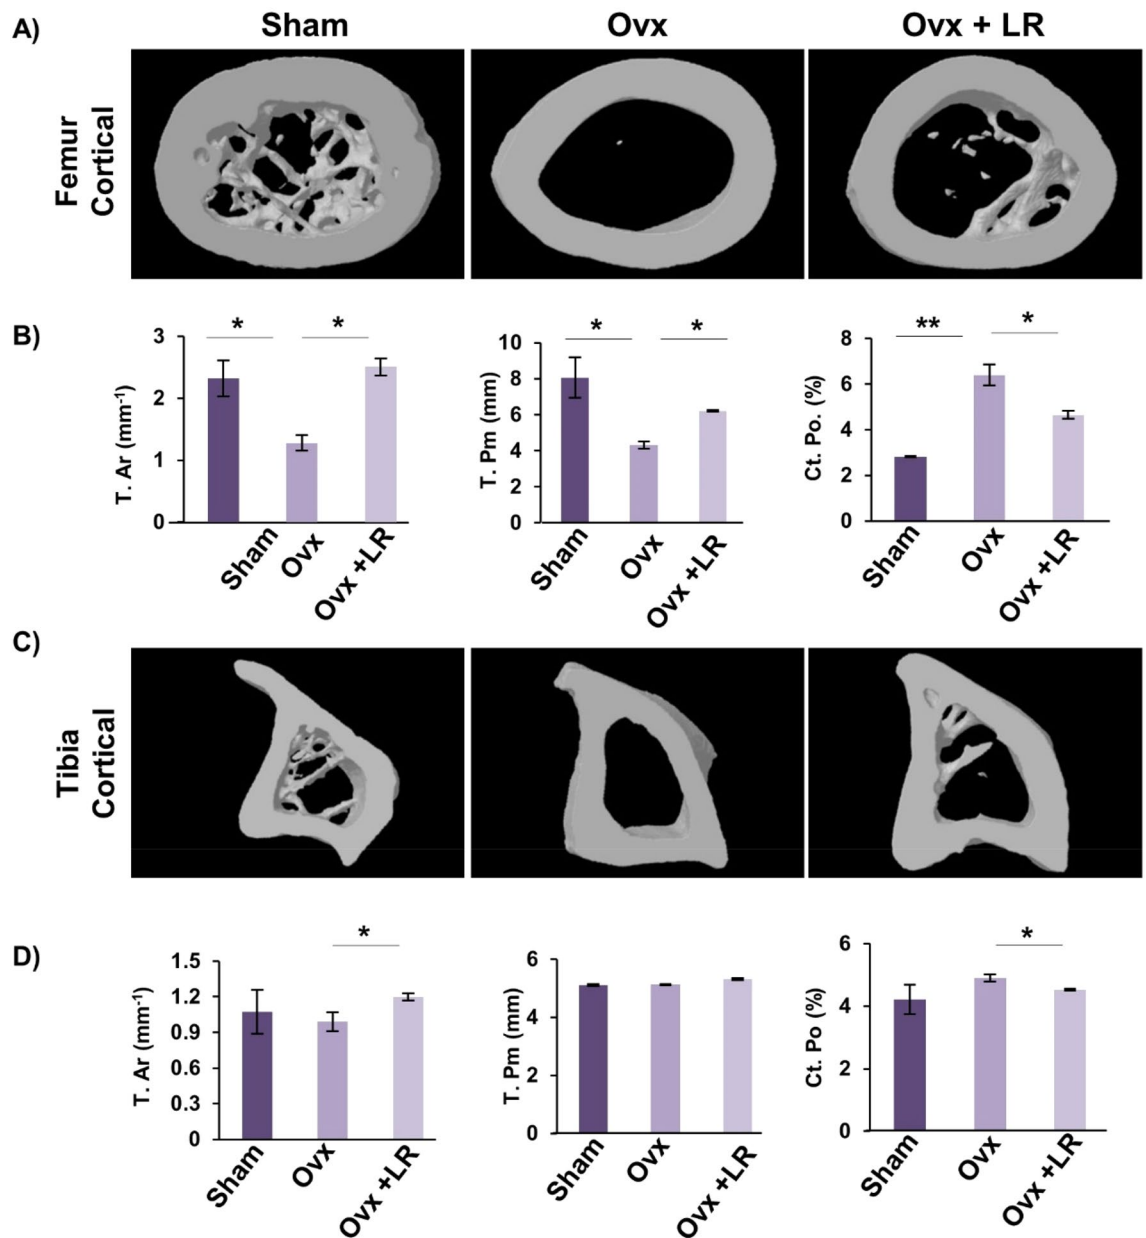 A)
Sham
Ovx
Ovx + LR
Femur
Cortical
B)
*
*
3
2
1
0
T. Ar (mm⁻¹)
Sham
Ovx
Ovx +LR
*
*
10
8
6
4
2
0
T. Pm (mm)
Sham
Ovx
Ovx +LR
**
*
8
6
4
2
0
Ct. Po. (%)
Sham
Ovx
Ovx +LR
C)
Tibia
Cortical
D)
*
1.5
1.2
0.9
0.6
0.3
0
T. Ar (mm⁻¹)
Sham
Ovx
Ovx +LR
6
4
2
0
T. Pm (mm)
Sham
Ovx
Ovx +LR
*
6
4
2
0
Ct. Po (%)
Sham
Ovx
Ovx +LR